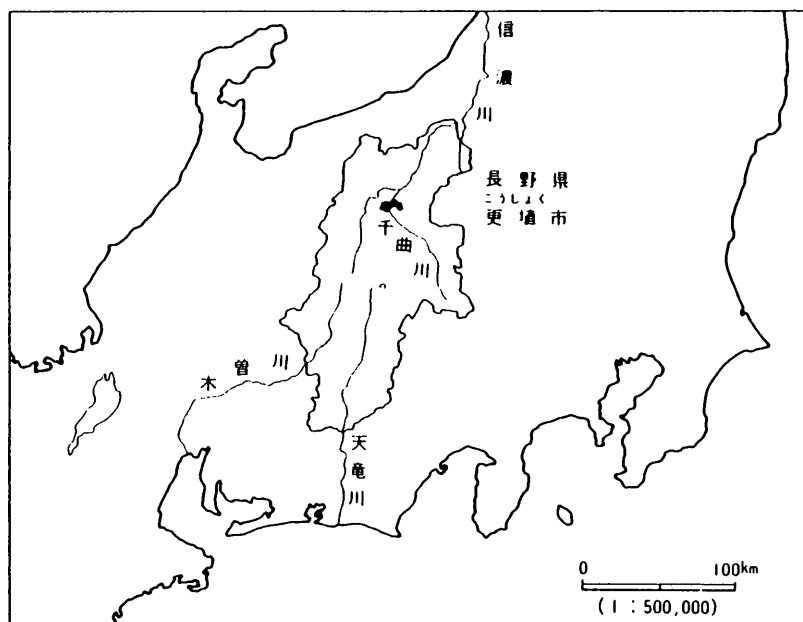 信濃川
長野県
こうしょく
更埴市
千曲川
木曽川
天竜川
0 100km
(1:500,000)